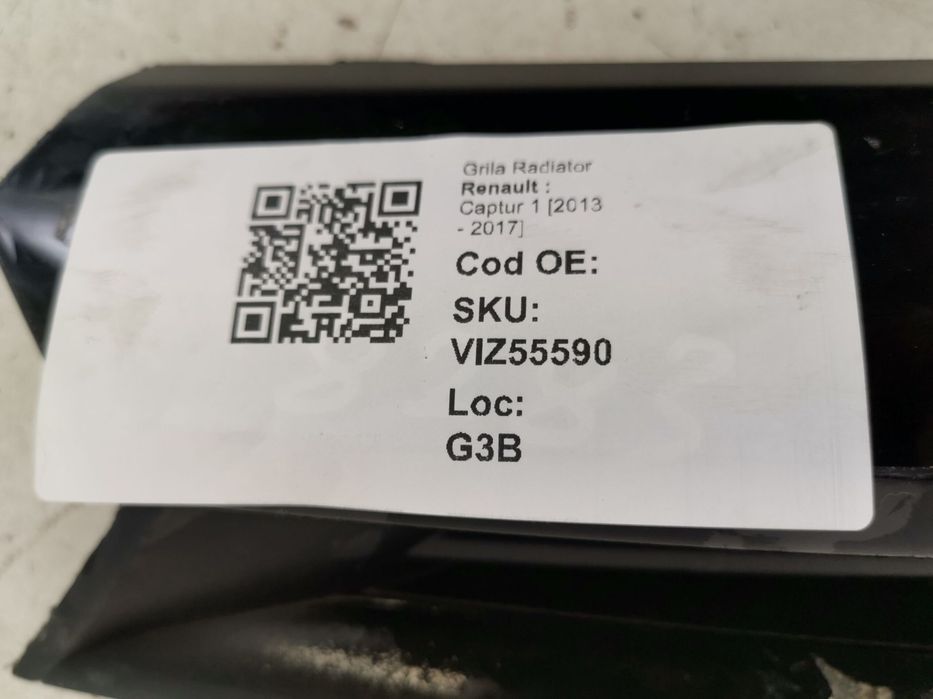 Grila Radiator
Renault :
Captur 1 [2013
- 2017]
Cod OE:
SKU:
VIZ55590
Loc:
G3B